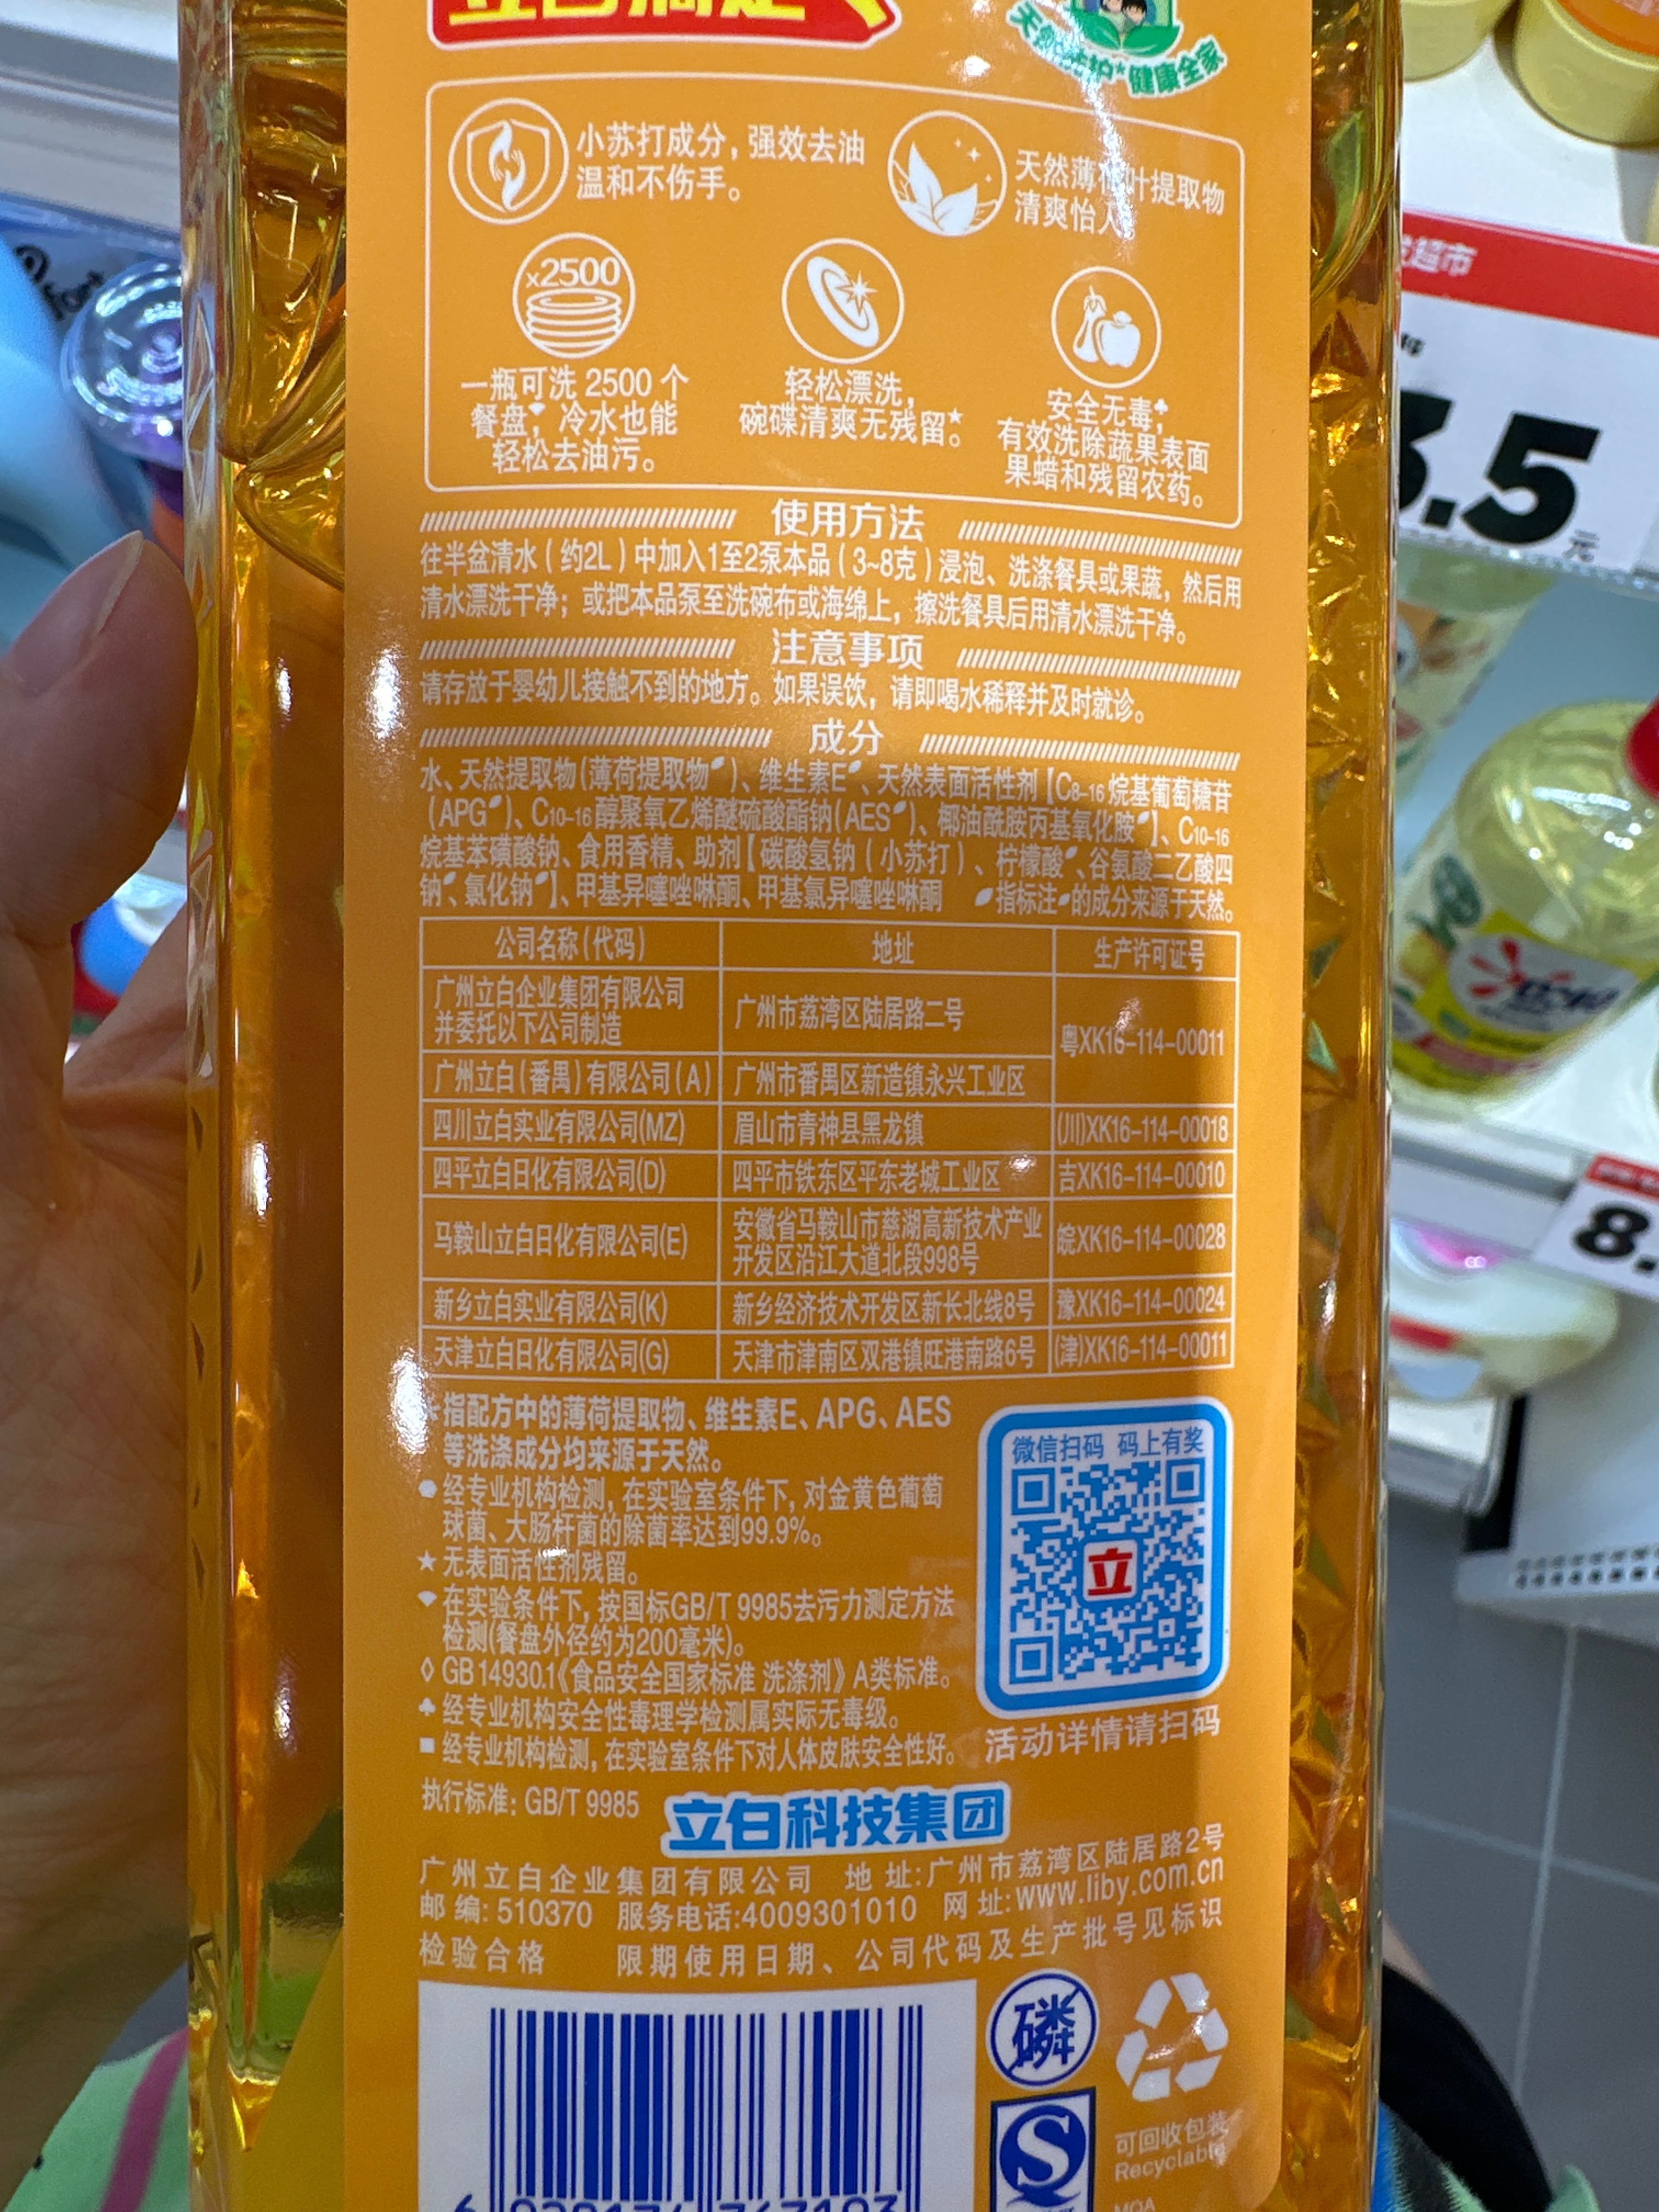 天然洗护*健康全家
小苏打成分，强效去油
温和不伤手。
天然薄荷叶提取物
清爽怡人
x2500
一瓶可洗 2500 个
餐盘，冷水也能
轻松去油污。
轻松漂洗，
碗碟清爽无残留★。
安全无毒♣，
有效洗除蔬果表面
果蜡和残留农药。
使用方法
往半盆清水（约2L）中加入1至2泵本品（3~8克）浸泡、洗涤餐具或果蔬，然后用
清水漂洗干净；或把本品泵至洗碗布或海绵上，擦洗餐具后用清水漂洗干净。
注意事项
请存放于婴幼儿接触不到的地方。如果误饮，请即喝水稀释并及时就诊。
成分
水、天然提取物(薄荷提取物)、维生素E、天然表面活性剂【C8-16烷基葡萄糖苷
(APG)、C10-16醇聚氧乙烯醚硫酸酯钠(AES)、椰油酰胺丙基氧化胺】、C10-16
烷基苯磺酸钠、食用香精、助剂【碳酸氢钠（小苏打）、柠檬酸、谷氨酸二乙酸四
钠、氯化钠】、甲基异噻唑啉酮、甲基氯异噻唑啉酮 指标注的成分来源于天然。
公司名称(代码) 地址 生产许可证号
广州立白企业集团有限公司
并委托以下公司制造 广州市荔湾区陆居路二号
粤XK16-114-00011
广州立白(番禺)有限公司(A) 广州市番禺区新造镇永兴工业区
四川立白实业有限公司(MZ) 眉山市青神县黑龙镇 (川)XK16-114-00018
四平立白日化有限公司(D) 四平市铁东区平东老城工业区 吉XK16-114-00010
马鞍山立白日化有限公司(E) 安徽省马鞍山市慈湖高新技术产业
开发区沿江大道北段998号 皖XK16-114-00028
新乡立白实业有限公司(K) 新乡经济技术开发区新长北线8号 豫XK16-114-00024
天津立白日化有限公司(G) 天津市津南区双港镇旺港南路6号 (津)XK16-114-00011
*指配方中的薄荷提取物、维生素E、APG、AES
等洗涤成分均来源于天然。
经专业机构检测，在实验室条件下，对金黄色葡萄
球菌、大肠杆菌的除菌率达到99.9%。
★无表面活性剂残留。
在实验条件下，按国标GB/T 9985去污力测定方法
检测(餐盘外径约为200毫米)。
◇GB 14930.1《食品安全国家标准 洗涤剂》A类标准。
♣经专业机构安全性毒理学检测属实际无毒级。
■经专业机构检测，在实验室条件下对人体皮肤安全性好。
微信扫码 码上有奖
立
活动详情请扫码
执行标准：GB/T 9985
立白科技集团
广州立白企业集团有限公司 地址：广州市荔湾区陆居路2号
邮编：510370 服务电话：4009301010 网址：www.liby.com.cn
检验合格 限期使用日期、公司代码及生产批号见标识
磷
S
可回收包装
Recyclable
超市
.5
元
8.